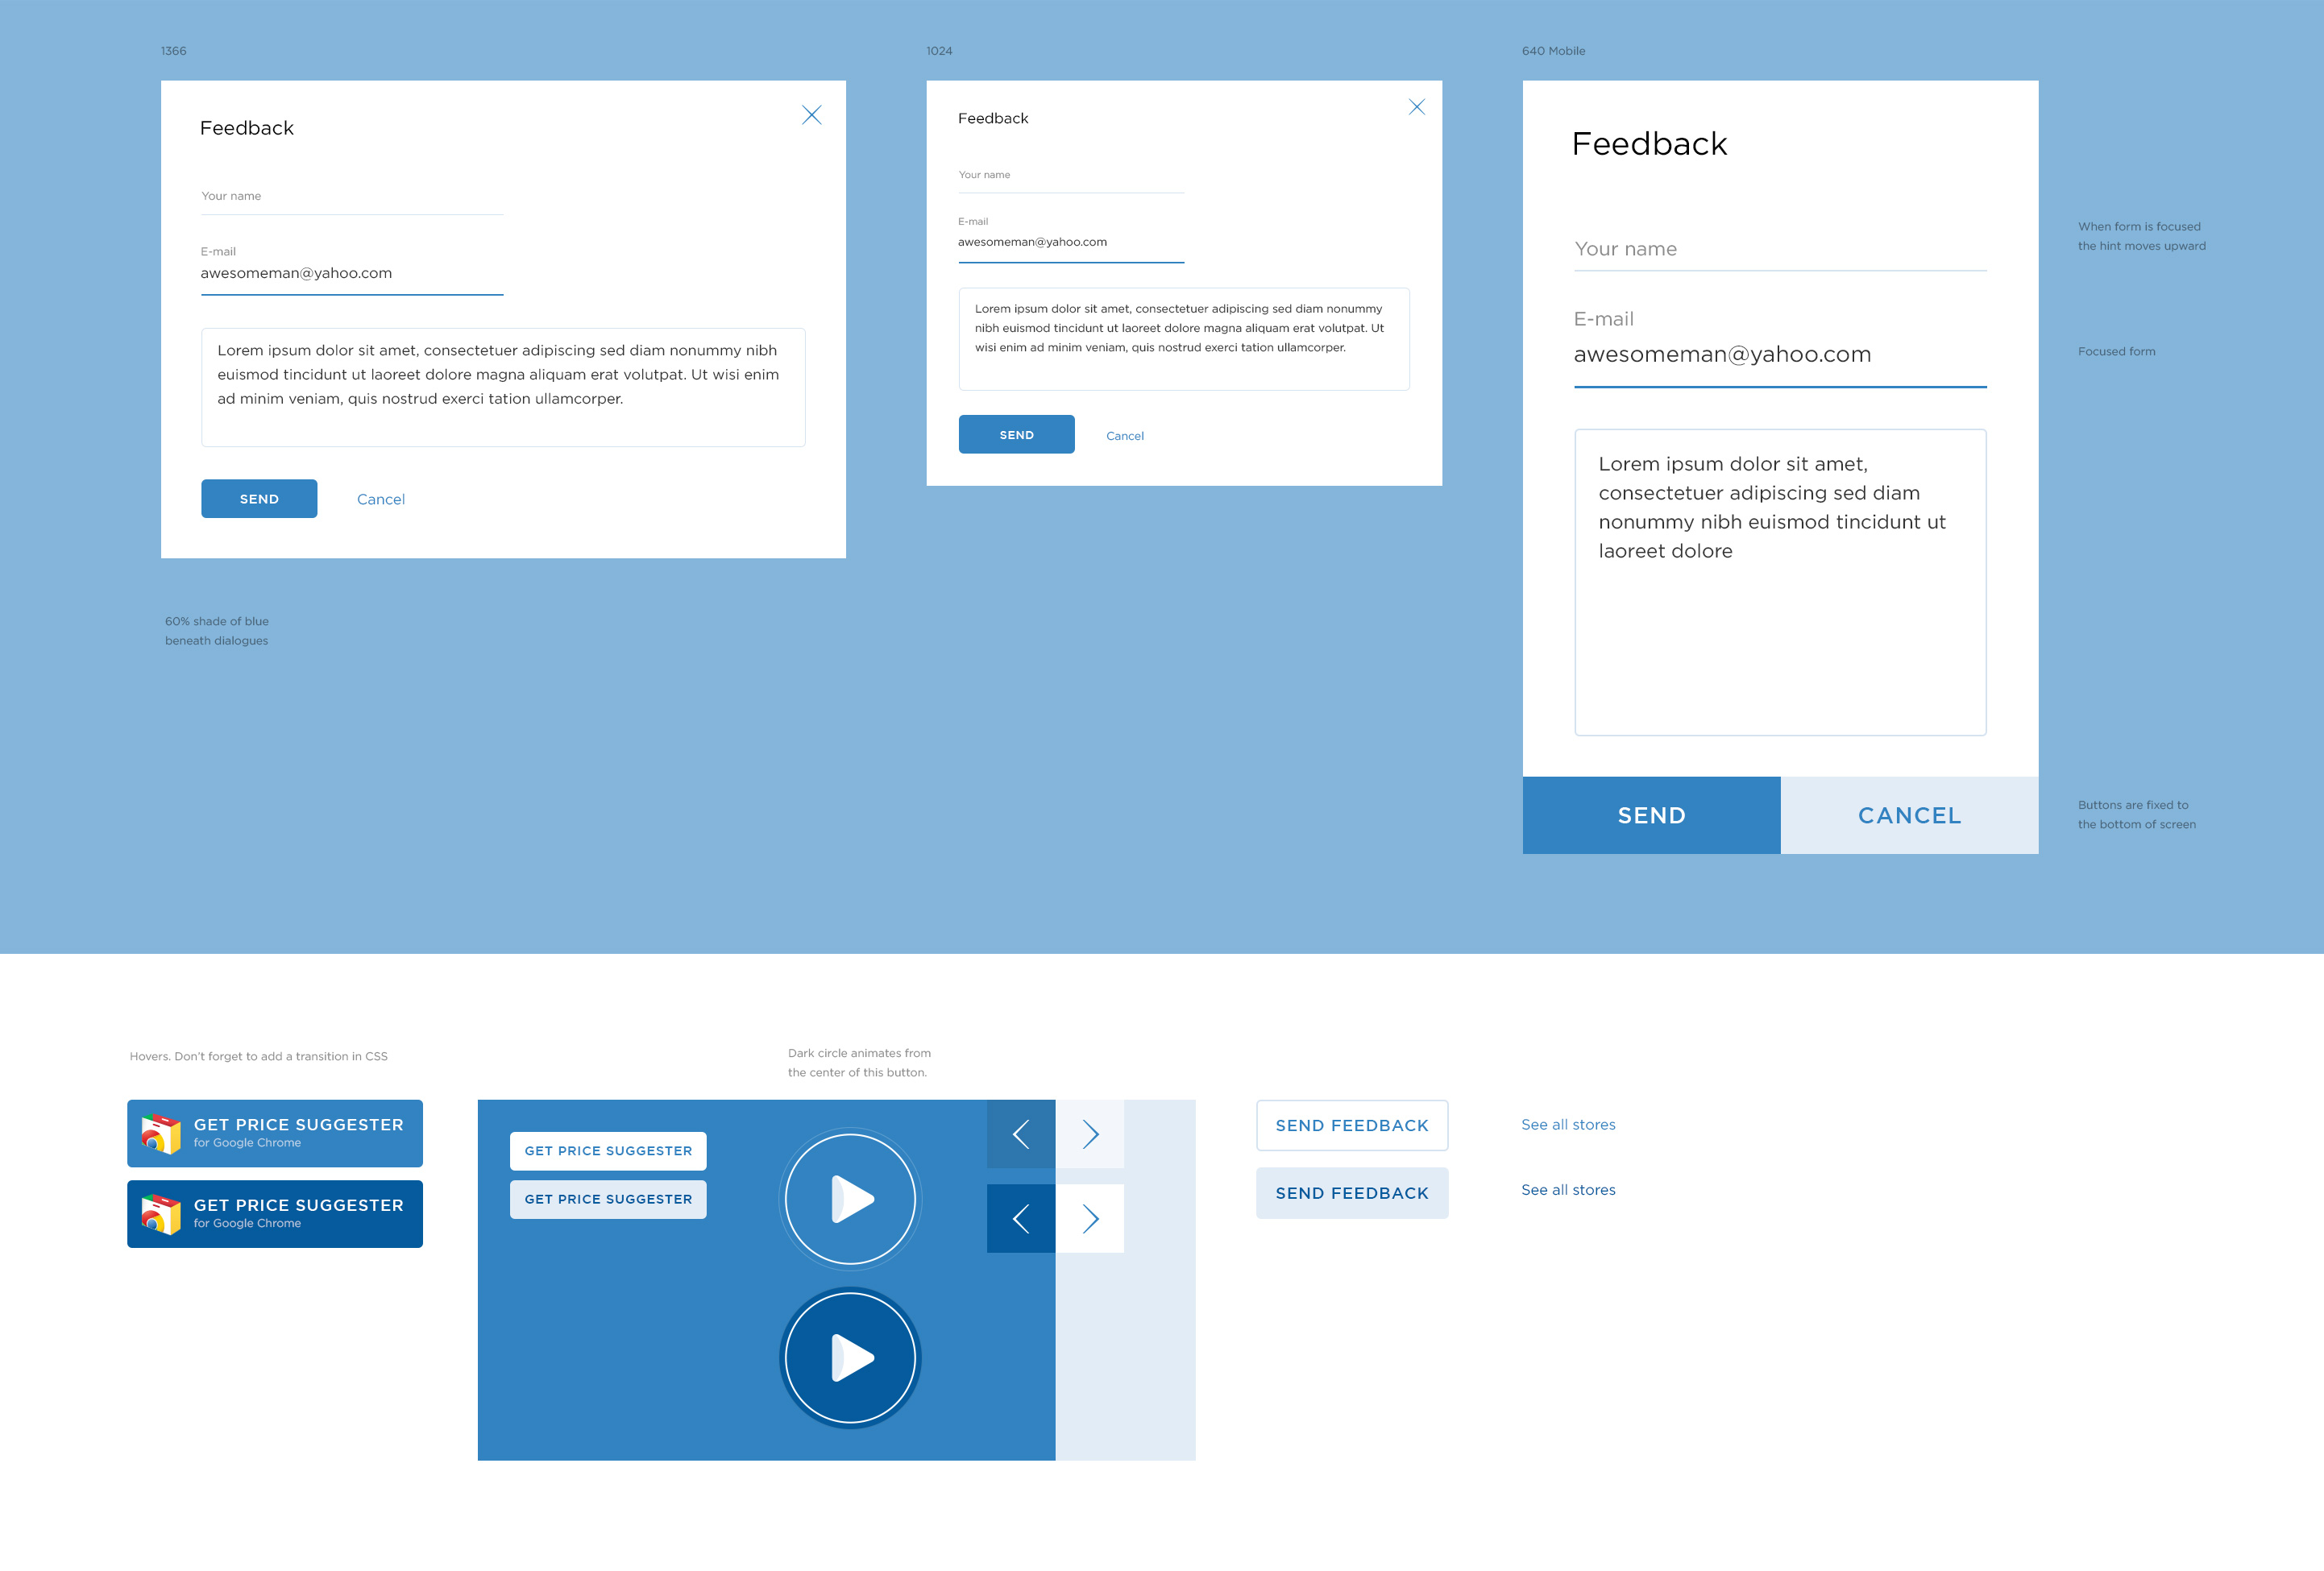 1366
Feedback
Your name
E-mail
awesomeman@yahoo.com
Lorem ipsum dolor sit amet, consectetuer adipiscing sed diam nonummy nibh
euismod tincidunt ut laoreet dolore magna aliquam erat volutpat. Ut wisi enim
ad minim veniam, quis nostrud exerci tation ullamcorper.
SEND
Cancel
60% shade of blue
beneath dialogues
1024
Feedback
Your name
E-mail
awesomeman@yahoo.com
Lorem ipsum dolor sit amet, consectetuer adipiscing sed diam nonummy
nibh euismod tincidunt ut laoreet dolore magna aliquam erat volutpat. Ut
wisi enim ad minim veniam, quis nostrud exerci tation ullamcorper.
SEND
Cancel
640 Mobile
Feedback
Your name
E-mail
awesomeman@yahoo.com
Lorem ipsum dolor sit amet,
consectetuer adipiscing sed diam
nonummy nibh euismod tincidunt ut
laoreet dolore
SEND
CANCEL
When form is focused
the hint moves upward
Focused form
Buttons are fixed to
the bottom of screen
Hovers. Don't forget to add a transition in CSS
GET PRICE SUGGESTER
for Google Chrome
GET PRICE SUGGESTER
for Google Chrome
GET PRICE SUGGESTER
GET PRICE SUGGESTER
Dark circle animates from
the center of this button.
SEND FEEDBACK
SEND FEEDBACK
See all stores
See all stores